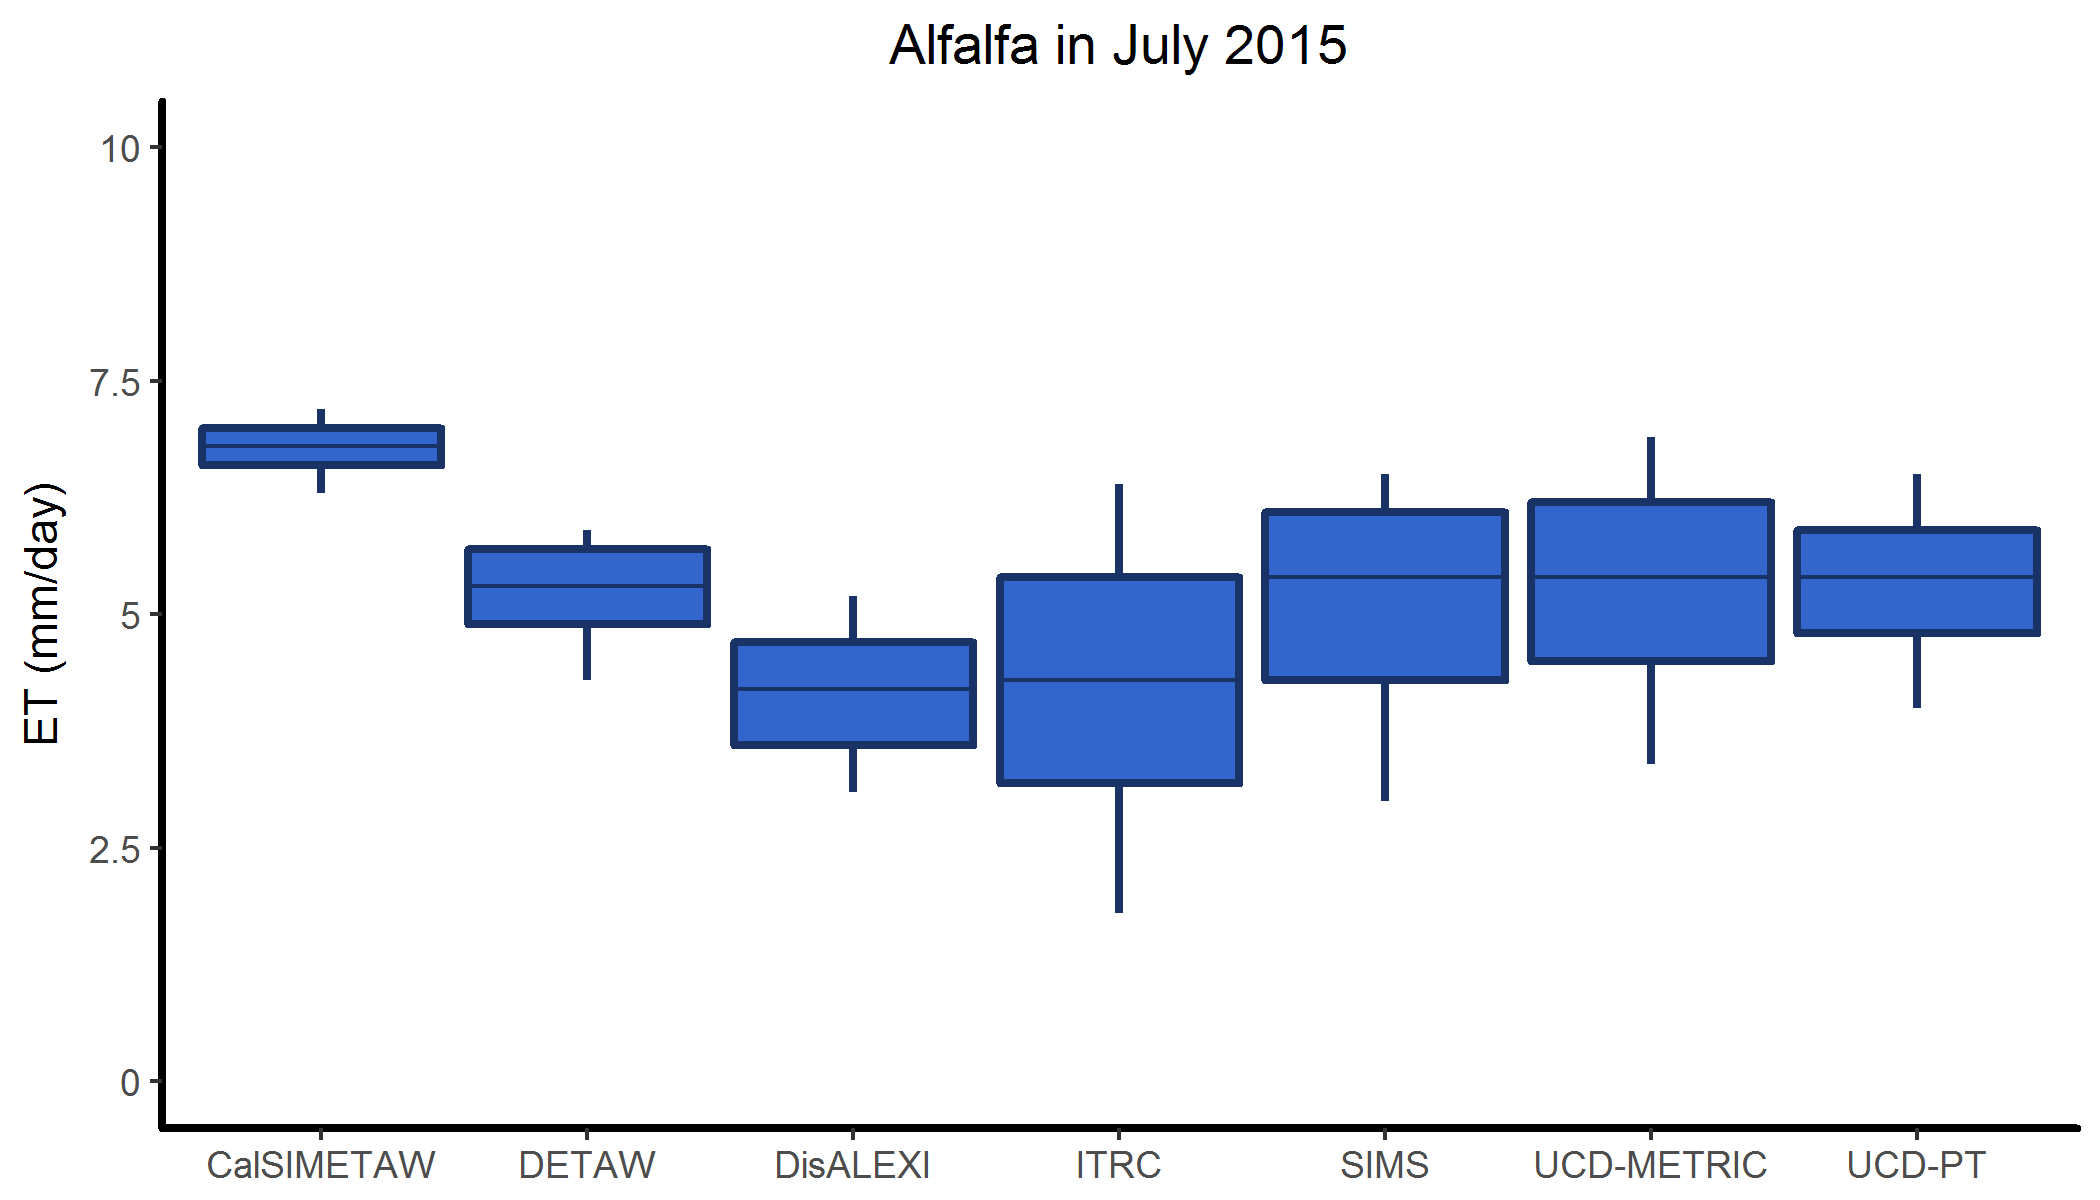 Alfalfa in July 2015
ET (mm/day)
10
7.5
5
2.5
0
CalSIMETAW DETAW DisALEXI ITRC SIMS UCD-METRIC UCD-PT